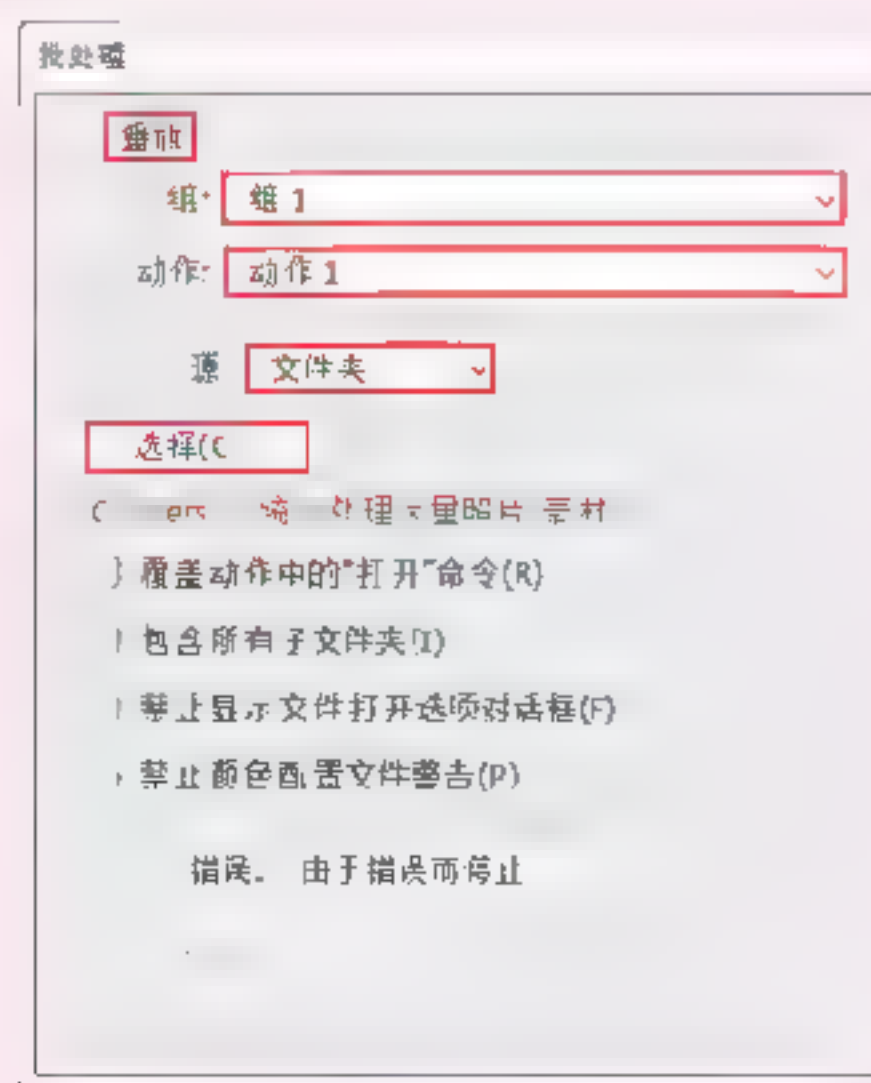 批处理
播放
组: 组 1
动作: 动作 1
源 文件夹
选择(C
处理大量照片 素材
覆盖动作中的"打开"命令(R)
包含所有子文件夹(I)
禁止显示文件打开选项对话框(F)
禁止颜色配置文件警告(P)
错误: 由于错误而停止